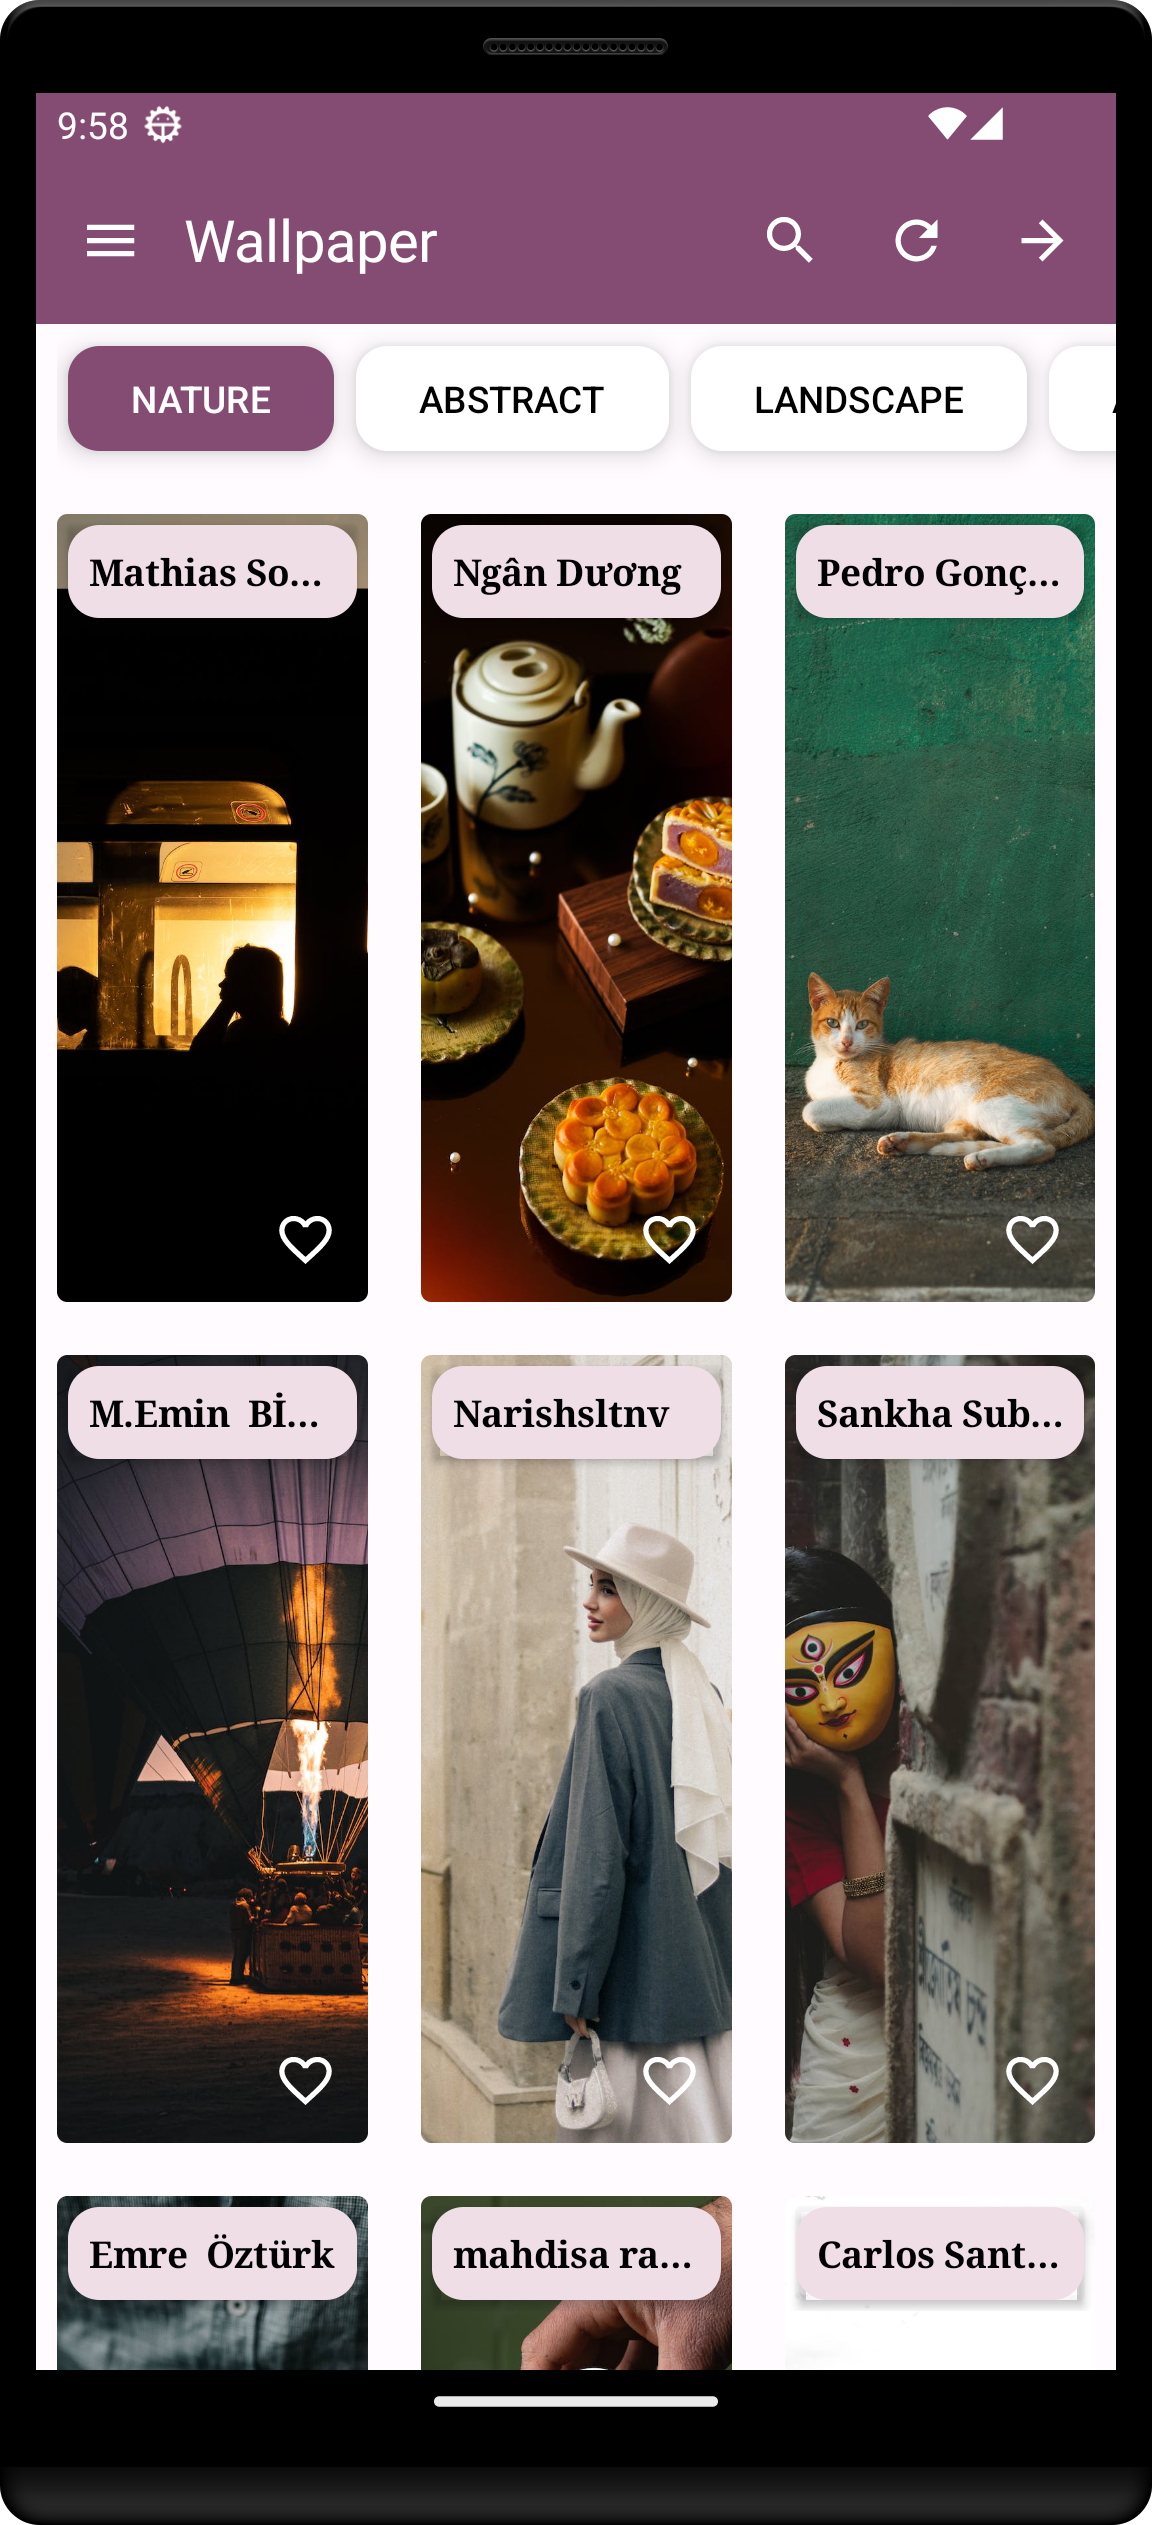 9:58
Wallpaper
NATURE
ABSTRACT
LANDSCAPE
Mathias So...
Ngân Dương
Pedro Gonç...
M.Emin Bİ...
Narishsltnv
Sankha Sub...
Emre Öztürk
mahdisa ra...
Carlos Sant...